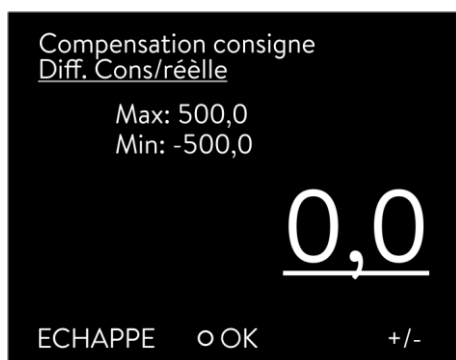 Compensation consigne
Diff. Cons/réèlle
Max: 500,0
Min: -500,0
0,0
ECHAPPE OK +/-